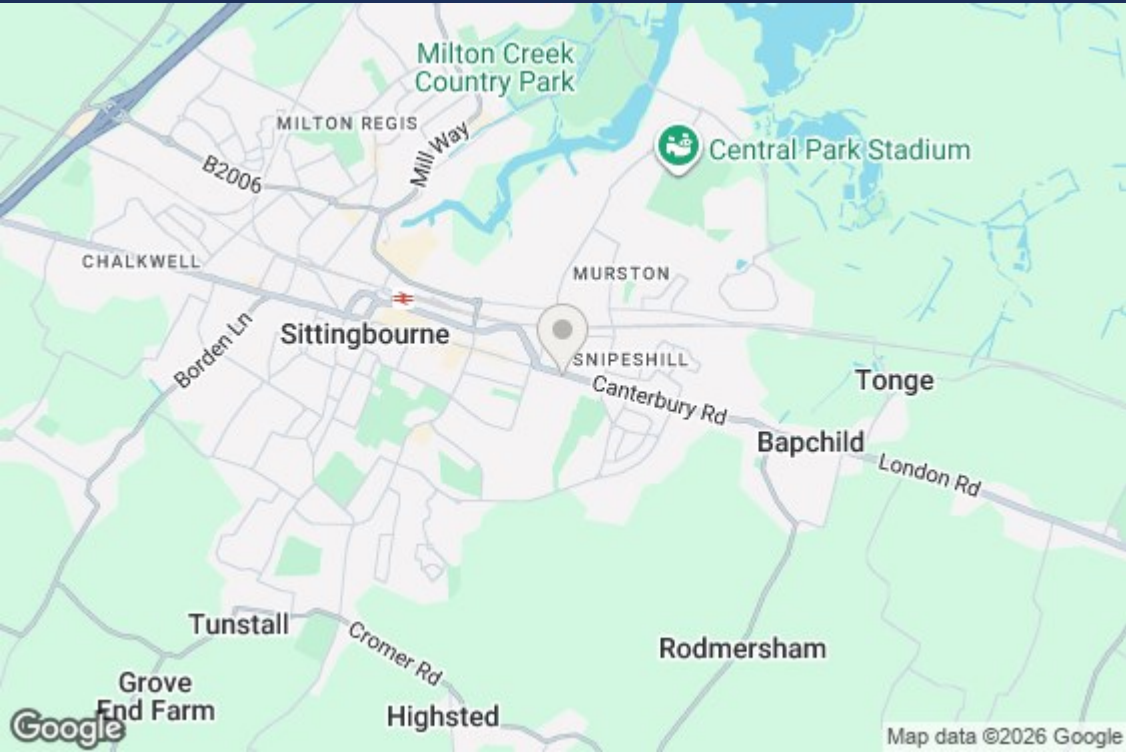 Milton Creek
Country Park
MILTON REGIS
Mill Way
Central Park Stadium
B2006
CHALKWELL
MURSTON
Sittingbourne
Borden Ln
SNIPESHILL
Canterbury Rd
Tonge
Bapchild
London Rd
Tunstall
Cromer Rd
Rodmersham
Grove
End Farm
Highsted
Google
Map data ©2026 Google